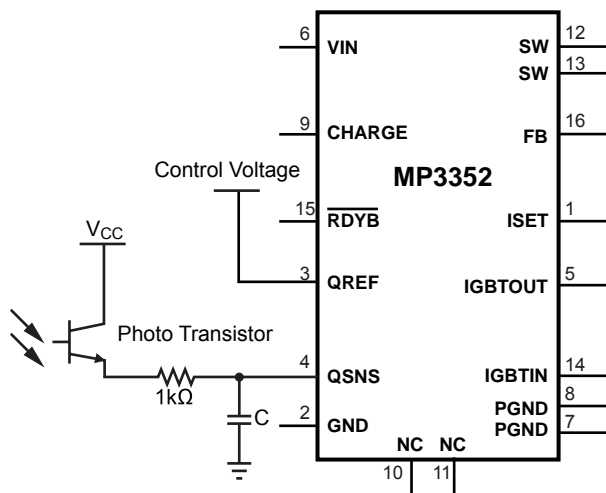 6 VIN SW 12
SW 13
9 CHARGE FB 16
Control Voltage MP3352
15 RDYB ISET 1
VCC
3 QREF IGBTOUT 5
Photo Transistor
4 QSNS IGBTIN 14
1kΩ PGND 8
C 2 GND PGND 7
NC NC
10 11